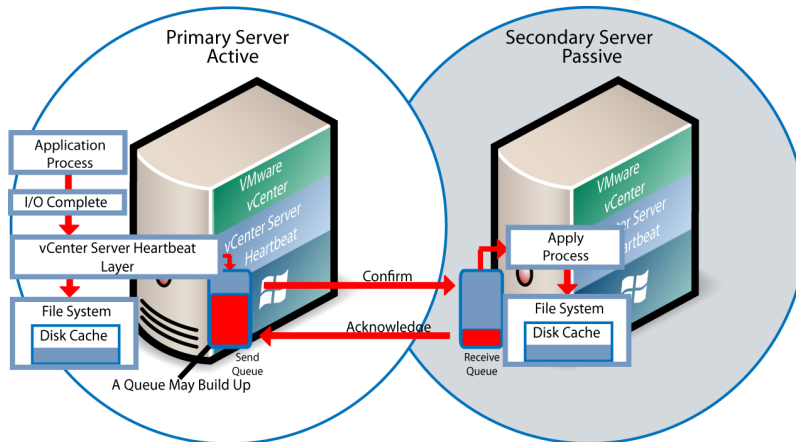 Primary Server
Active
Secondary Server
Passive
Application
Process
I/O Complete
vCenter Server Heartbeat
Layer
File System
Disk Cache
VMware
vCenter
vCenter Server
Heartbeat
Send
Queue
A Queue May Build Up
Confirm
Acknowledge
Receive
Queue
VMware
vCenter
Server
Apply
Process
File System
Disk Cache